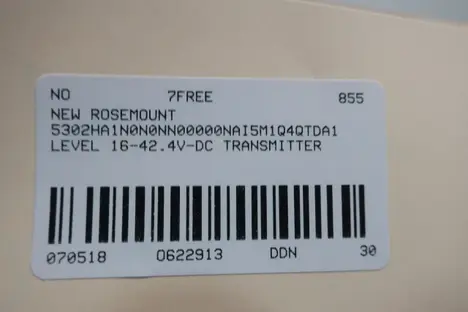 NO 7FREE 855
NEW ROSEMOUNT
5302HA1N0N0NN00000NAI5M1Q4QTDA1
LEVEL 16-42.4V-DC TRANSMITTER
070518 0622913 DDN 30